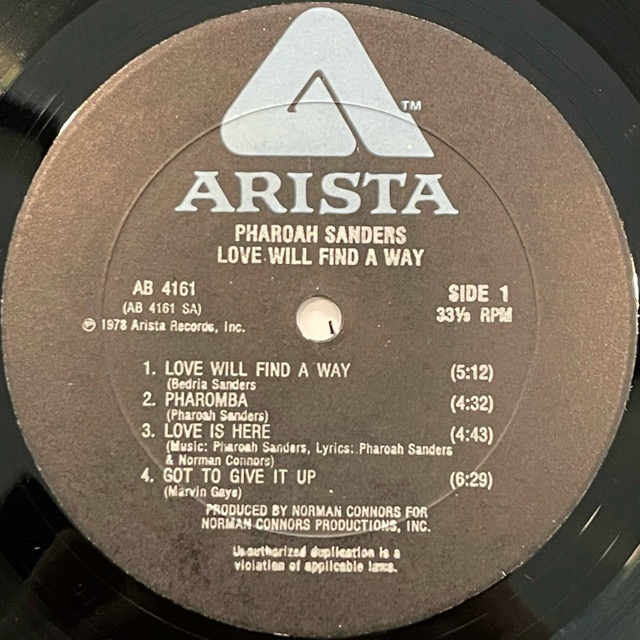 TM
ARISTA
PHAROAH SANDERS
LOVE WILL FIND A WAY
AB 4161
(AB 4161 SA)
℗ 1978 Arista Records, Inc.
SIDE 1
33⅓ RPM
1. LOVE WILL FIND A WAY (5:12)
(Bedria Sanders
2. PHAROMBA (4:32)
(Pharoah Sanders)
3. LOVE IS HERE (4:43)
(Music: Pharoah Sanders, Lyrics: Pharoah Sanders
& Norman Connors)
4. GOT TO GIVE IT UP (6:29)
(Marvin Gaye)
PRODUCED BY NORMAN CONNORS FOR
NORMAN CONNORS PRODUCTIONS, INC.
Unauthorized duplication is a
violation of applicable laws.